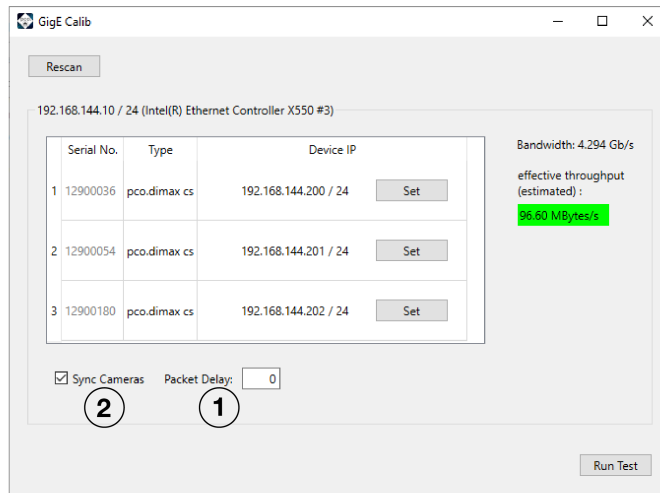 GigE Calib
Rescan
192.168.144.10 / 24 (Intel(R) Ethernet Controller X550 #3)
Serial No. Type Device IP
1 12900036 pco.dimax cs 192.168.144.200 / 24 Set
2 12900054 pco.dimax cs 192.168.144.201 / 24 Set
3 12900180 pco.dimax cs 192.168.144.202 / 24 Set
Bandwidth: 4.294 Gb/s
effective throughput
(estimated) :
96.60 MBytes/s
Sync Cameras Packet Delay: 0
2 1
Run Test